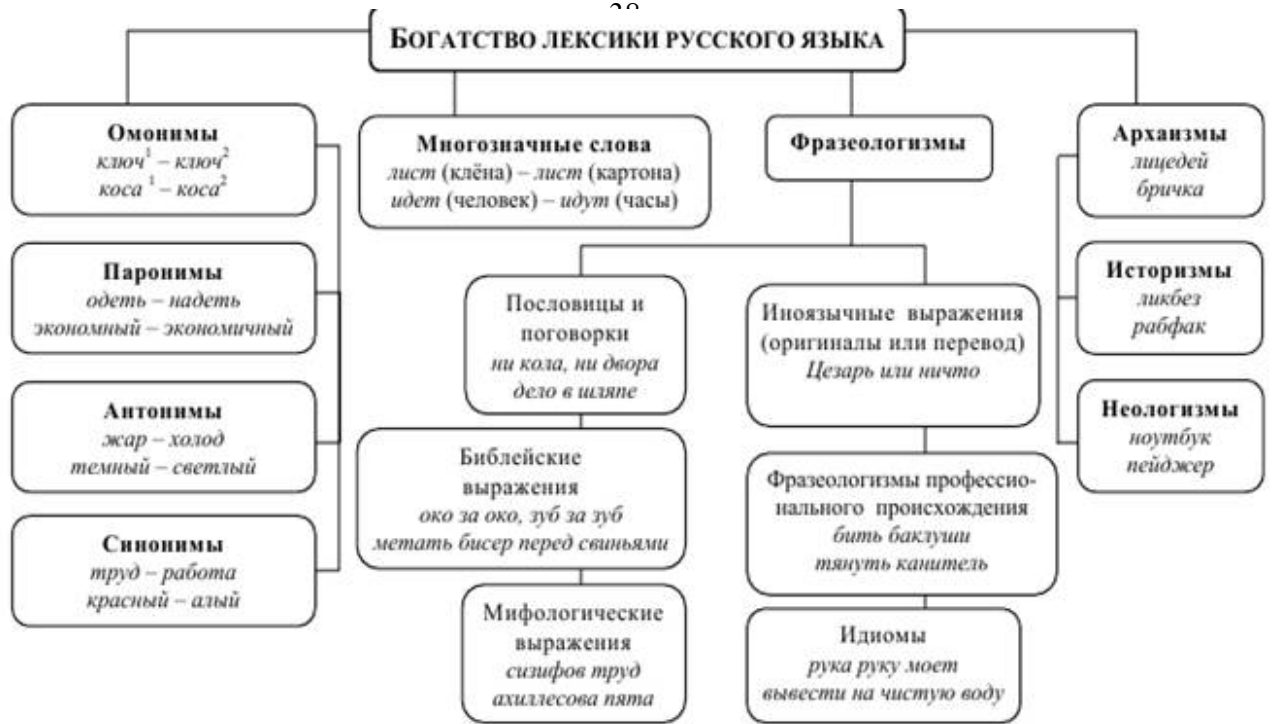 28
БОГАТСТВО ЛЕКСИКИ РУССКОГО ЯЗЫКА
Омонимы
ключ¹ – ключ²
коса ¹ – коса²
Паронимы
одеть – надеть
экономный – экономичный
Антонимы
жар – холод
темный – светлый
Синонимы
труд – работа
красный – алый
Многозначные слова
лист (клёна) – лист (картона)
идет (человек) – идут (часы)
Фразеологизмы
Пословицы и
поговорки
ни кола, ни двора
дело в шляпе
Библейские
выражения
око за око, зуб за зуб
метать бисер перед свиньями
Мифологические
выражения
сизифов труд
ахиллесова пята
Иноязычные выражения
(оригиналы или перевод)
Цезарь или ничто
Фразеологизмы профессио-
нального происхождения
бить баклуши
тянуть канитель
Идиомы
рука руку моет
вывести на чистую воду
Архаизмы
лицедей
бричка
Историзмы
ликбез
рабфак
Неологизмы
ноутбук
пейджер